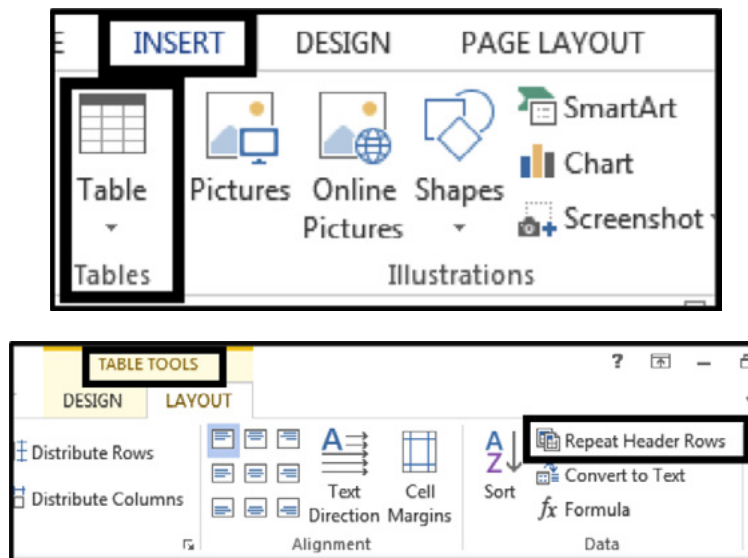 E INSERT DESIGN PAGE LAYOUT
Table
Tables
Pictures
Online
Pictures
Shapes
SmartArt
Chart
Screenshot
Illustrations
TABLE TOOLS
?
DESIGN LAYOUT
Distribute Rows
Distribute Columns
Text
Direction
Cell
Margins
Alignment
A
Z
Sort
Repeat Header Rows
Convert to Text
fx Formula
Data